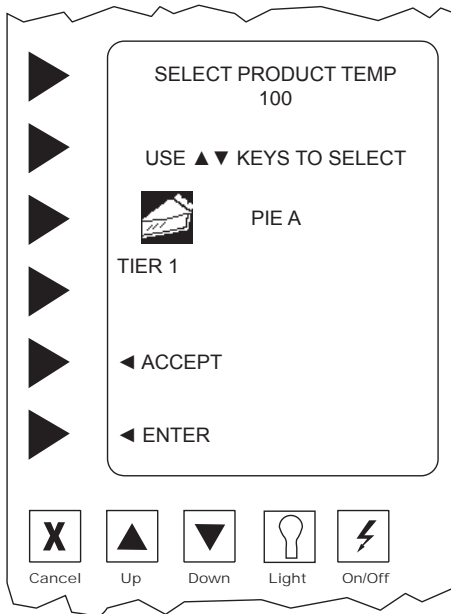 SELECT PRODUCT TEMP
100
USE ▲▼ KEYS TO SELECT
PIE A
TIER 1
◄ ACCEPT
◄ ENTER
X
Cancel Up Down Light On/Off